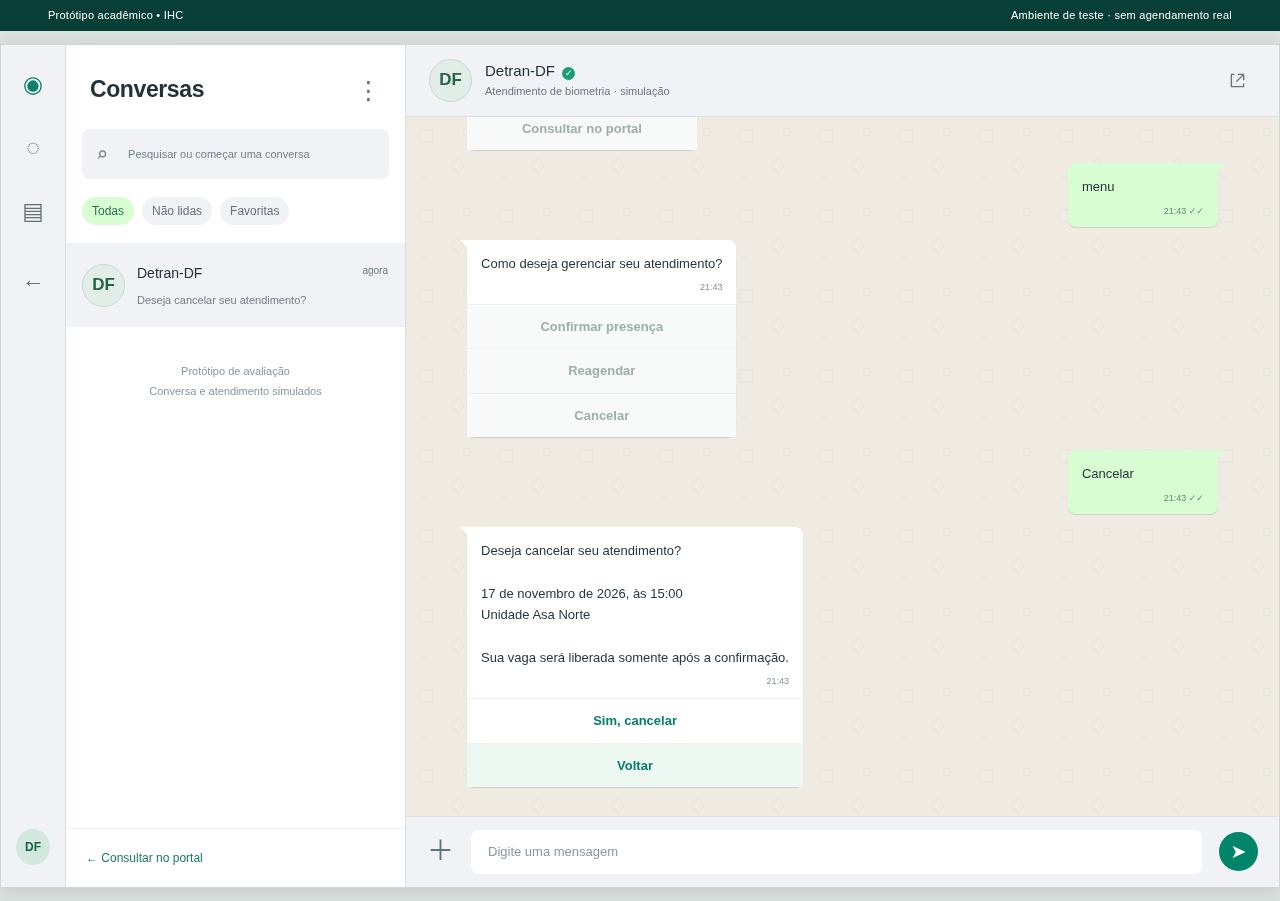 Protótipo acadêmico • IHC
Ambiente de teste · sem agendamento real
Conversas
Pesquisar ou começar uma conversa
Todas
Não lidas
Favoritas
DF
Detran-DF
agora
Deseja cancelar seu atendimento?
Protótipo de avaliação
Conversa e atendimento simulados
DF
← Consultar no portal
DF
Detran-DF
Atendimento de biometria · simulação
Consultar no portal
menu
21:43 ✓✓
Como deseja gerenciar seu atendimento?
21:43
Confirmar presença
Reagendar
Cancelar
Cancelar
21:43 ✓✓
Deseja cancelar seu atendimento?
17 de novembro de 2026, às 15:00
Unidade Asa Norte
Sua vaga será liberada somente após a confirmação.
21:43
Sim, cancelar
Voltar
Digite uma mensagem